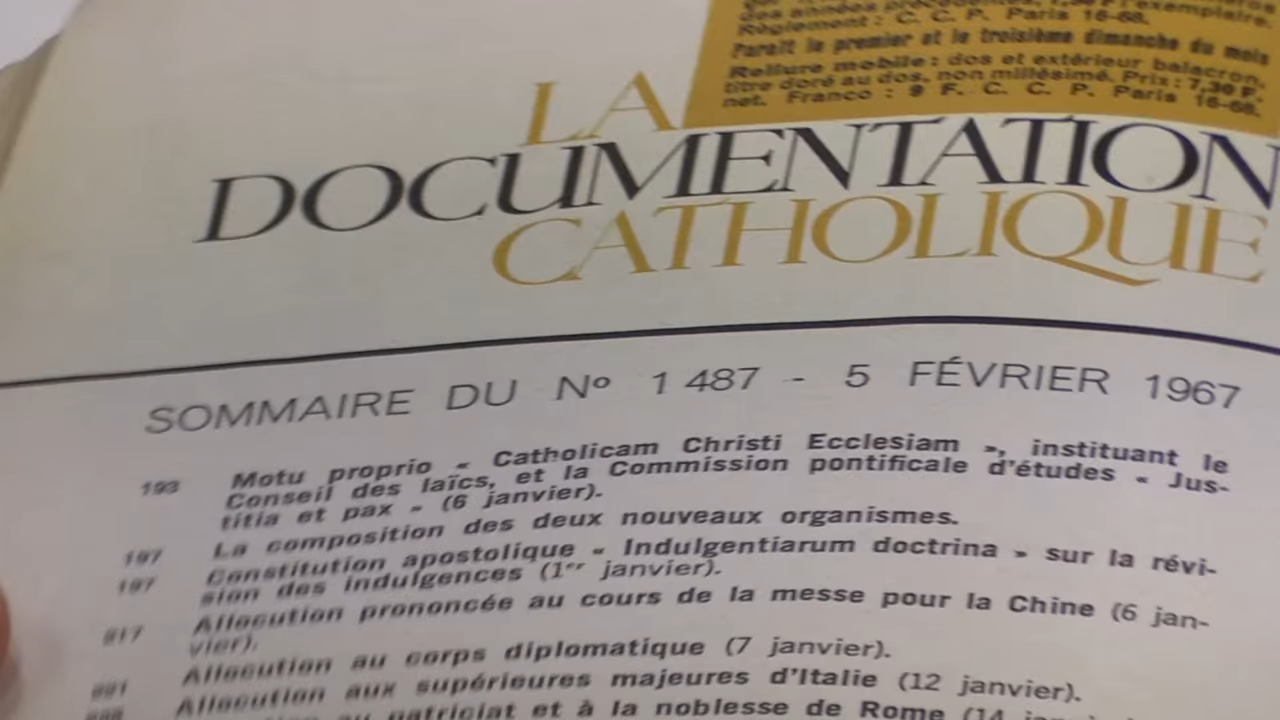 des années
exemplaire.
Règlement : C. C. P. Paris 16-68.
Paraît le premier et le troisième dimanche du mois
Reliure mobile : dos et extérieur balacron,
titre doré au dos, non millésimé. Prix : 7,30 F.
net. Franco : 9 F. C. C. P. Paris 16-68.
LA
DOCUMENTATION
CATHOLIQUE
SOMMAIRE DU Nº 1 487 - 5 FÉVRIER 1967
193 Motu proprio « Catholicam Christi Ecclesiam », instituant le
Conseil des laïcs, et la Commission pontificale d'études « Jus-
titia et pax » (6 janvier).
197 La composition des deux nouveaux organismes.
197 Constitution apostolique « Indulgentiarum doctrina » sur la révi-
sion des indulgences (1er janvier).
217 Allocution prononcée au cours de la messe pour la Chine (6 jan-
vier).
221 Allocution au corps diplomatique (7 janvier).
Allocution aux supérieures majeures d'Italie (12 janvier).
au patriciat et à la noblesse de Rome (14